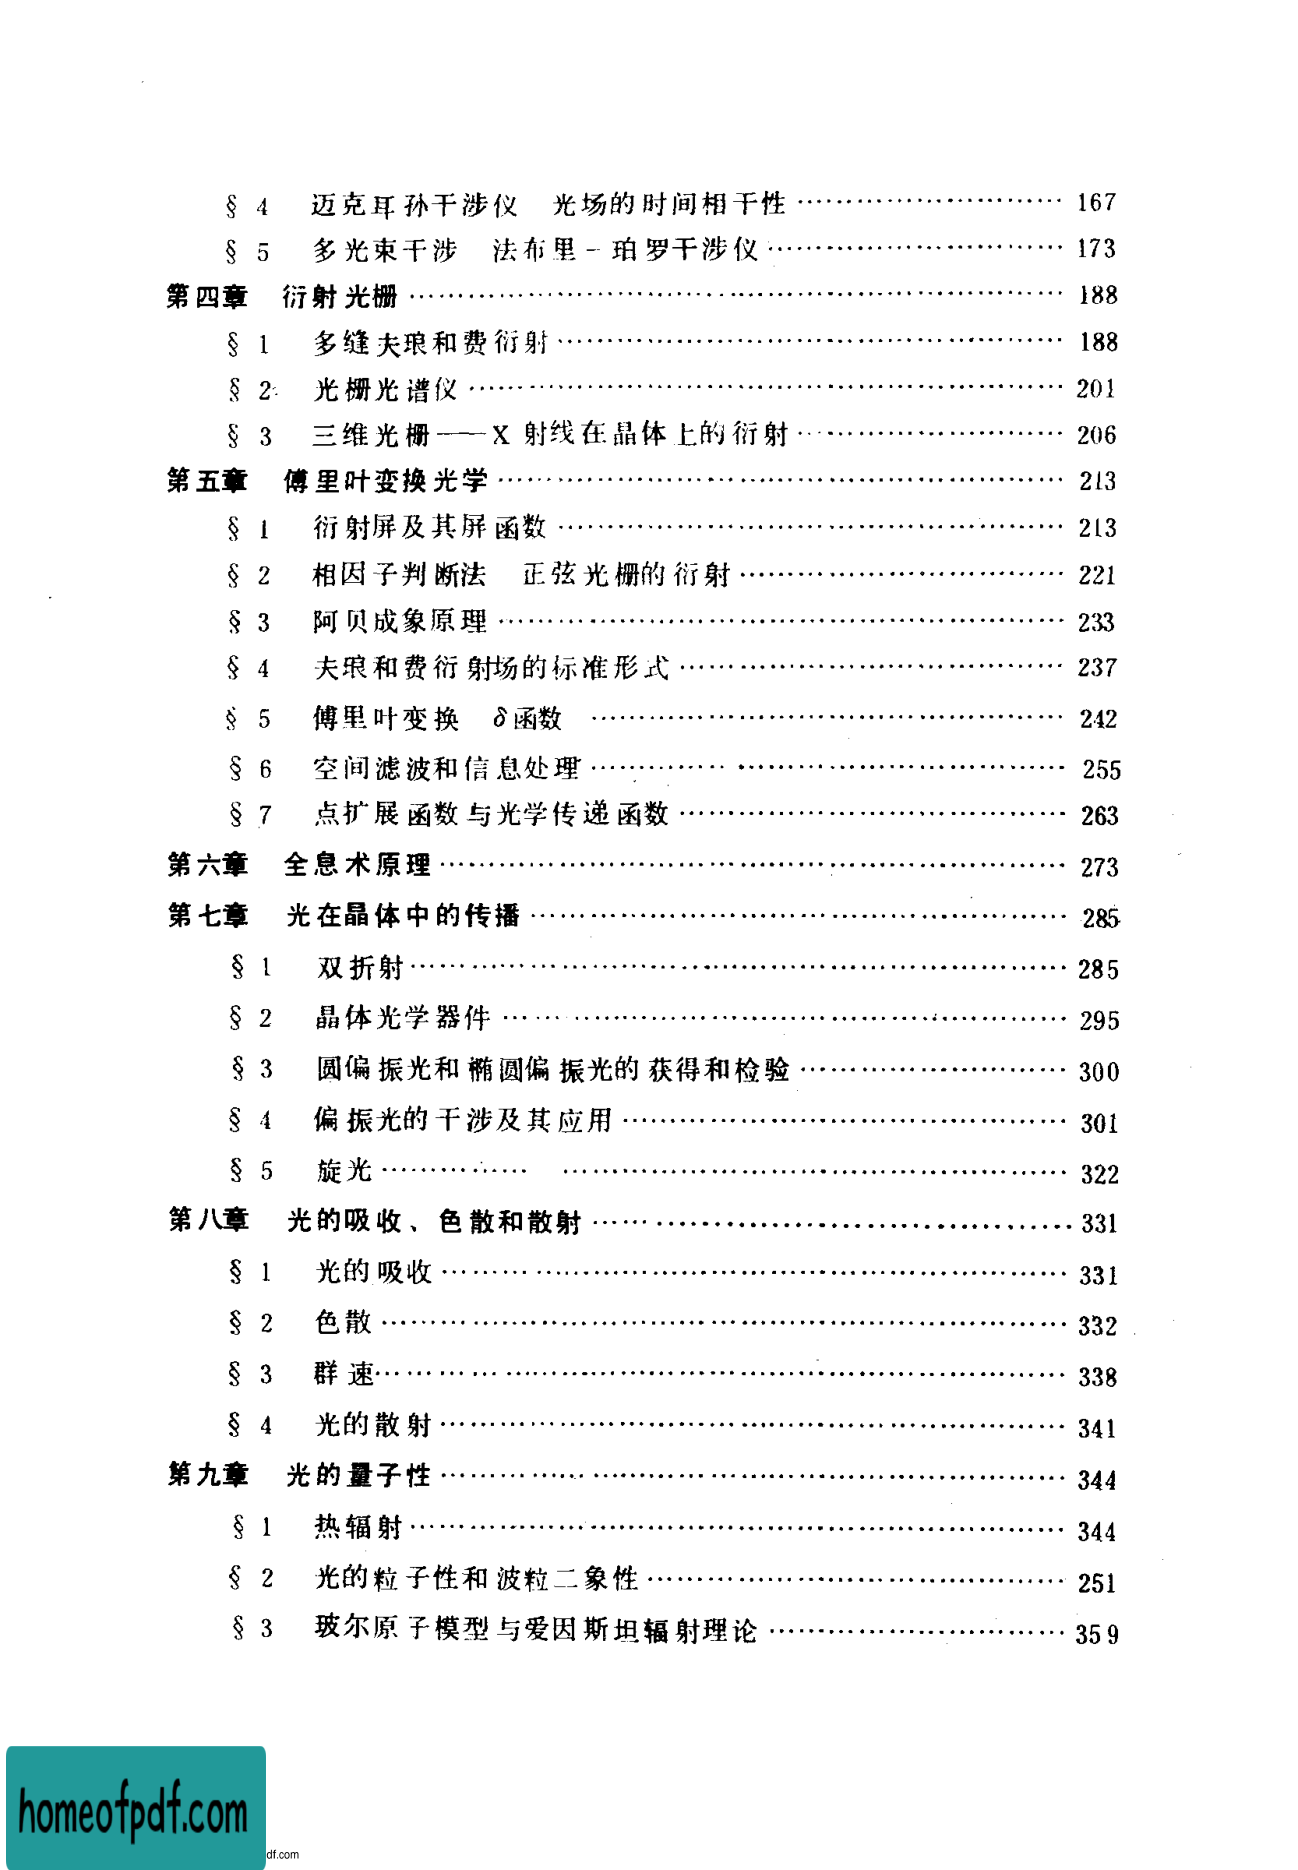 § 4 迈克耳孙干涉仪 光场的时间相干性 ………………………… 167
§ 5 多光束干涉 法布里-珀罗干涉仪 ………………………… 173
第四章 衍射光栅 ………………………… 188
§ 1 多缝夫琅和费衍射 ………………………… 188
§ 2 光栅光谱仪 ………………………… 201
§ 3 三维光栅——X 射线在晶体上的衍射 ………………………… 206
第五章 傅里叶变换光学 ………………………… 213
§ 1 衍射屏及其屏函数 ………………………… 213
§ 2 相因子判断法 正弦光栅的衍射 ………………………… 221
§ 3 阿贝成象原理 ………………………… 233
§ 4 夫琅和费衍射场的标准形式 ………………………… 237
§ 5 傅里叶变换 δ函数 ………………………… 242
§ 6 空间滤波和信息处理 ………………………… 255
§ 7 点扩展函数与光学传递函数 ………………………… 263
第六章 全息术原理 ………………………… 273
第七章 光在晶体中的传播 ………………………… 285
§ 1 双折射 ………………………… 285
§ 2 晶体光学器件 ………………………… 295
§ 3 圆偏振光和椭圆偏振光的获得和检验 ………………………… 300
§ 4 偏振光的干涉及其应用 ………………………… 301
§ 5 旋光 ………………………… 322
第八章 光的吸收、色散和散射 ………………………… 331
§ 1 光的吸收 ………………………… 331
§ 2 色散 ………………………… 332
§ 3 群速 ………………………… 338
§ 4 光的散射 ………………………… 341
第九章 光的量子性 ………………………… 344
§ 1 热辐射 ………………………… 344
§ 2 光的粒子性和波粒二象性 ………………………… 251
§ 3 玻尔原子模型与爱因斯坦辐射理论 ………………………… 359
homeofpdf.com
df.com